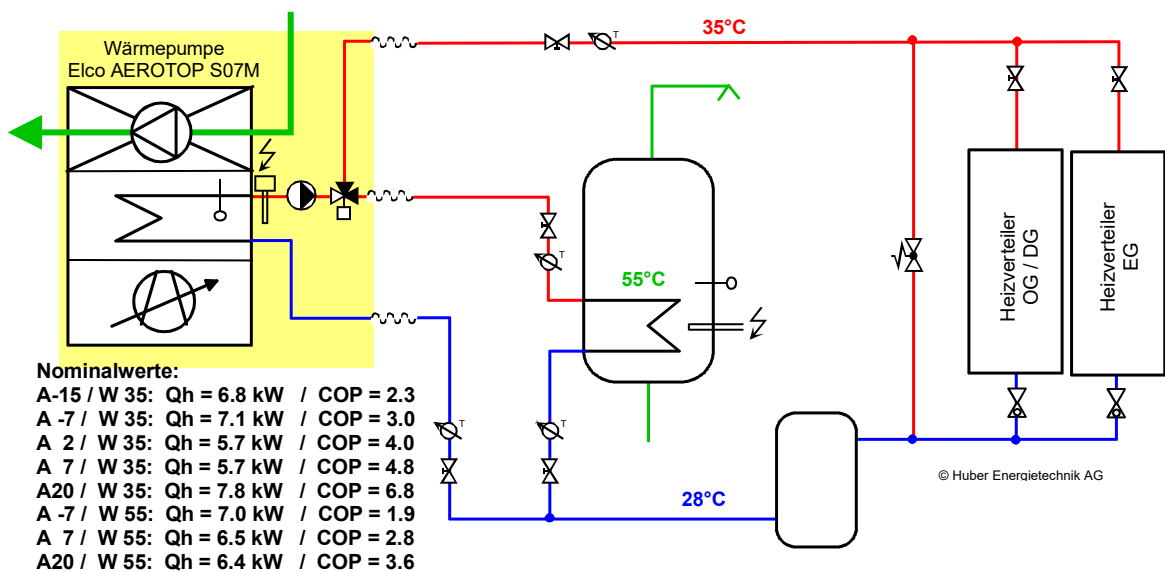 Wärmepumpe
Elco AEROTOP S07M
35°C
T
T
55°C
Heizverteiler
OG / DG
Heizverteiler
EG
Nominalwerte:
A-15 / W 35: Qh = 6.8 kW / COP = 2.3
A -7 / W 35: Qh = 7.1 kW / COP = 3.0
A 2 / W 35: Qh = 5.7 kW / COP = 4.0
A 7 / W 35: Qh = 5.7 kW / COP = 4.8
A20 / W 35: Qh = 7.8 kW / COP = 6.8
A -7 / W 55: Qh = 7.0 kW / COP = 1.9
A 7 / W 55: Qh = 6.5 kW / COP = 2.8
A20 / W 55: Qh = 6.4 kW / COP = 3.6
T
T
28°C
© Huber Energietechnik AG